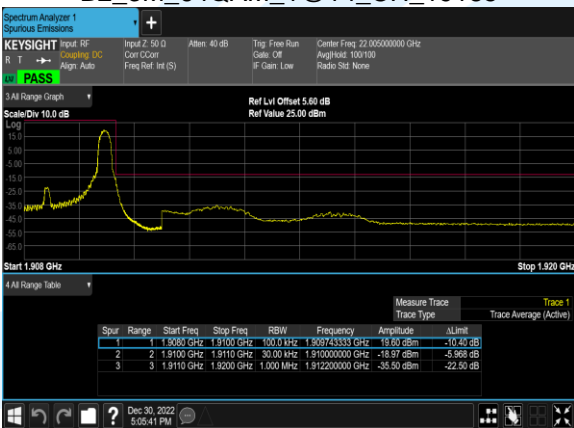 Spectrum Analyzer 1
Spurious Emissions
KEYSIGHT Input: RF Input Z: 50 Ω Atten: 40 dB Trig: Free Run Center Freq: 22.005000000 GHz
R T Coupling: DC Corr CCorr Gate: Off Avg|Hold: 100/100
Align: Auto Freq Ref: Int (S) IF Gain: Low Radio Std: None
PASS
3 All Range Graph
Ref Lvl Offset 5.60 dB
Scale/Div 10.0 dB Ref Value 25.00 dBm
Log
15.0
5.00
-5.00
-15.0
-25.0
-35.0
-45.0
-55.0
-65.0
Start 1.908 GHz Stop 1.920 GHz
4 All Range Table
Measure Trace Trace 1
Trace Type Trace Average (Active)
Spur Range Start Freq Stop Freq RBW Frequency Amplitude ΔLimit
1 1 1.9080 GHz 1.9100 GHz 100.0 kHz 1.909743333 GHz 19.60 dBm -10.40 dB
2 2 1.9100 GHz 1.9110 GHz 30.00 kHz 1.910000000 GHz -18.97 dBm -5.968 dB
3 3 1.9110 GHz 1.9200 GHz 1.000 MHz 1.912200000 GHz -35.50 dBm -22.50 dB
Dec 30, 2022
5:05:41 PM